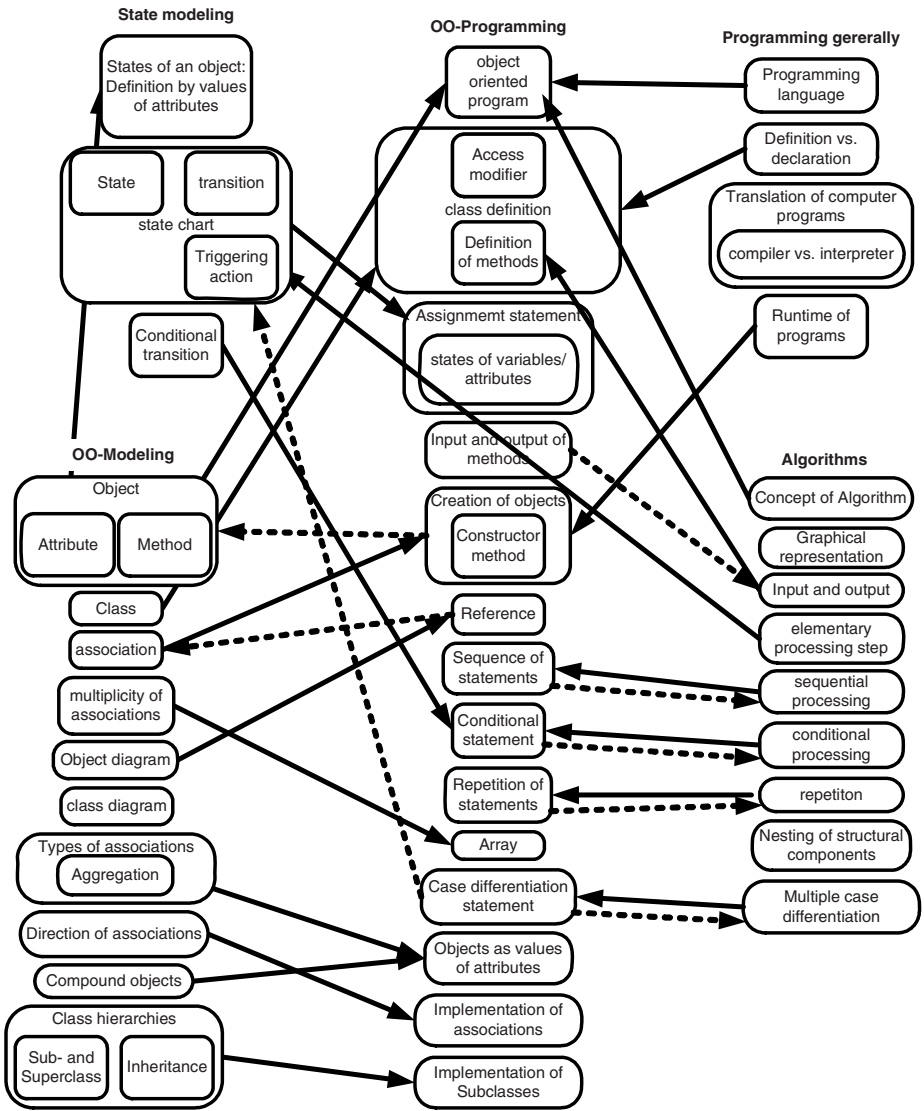 State modeling
States of an object:
Definition by values
of attributes
State
transition
state chart
Triggering
action
Conditional
transition
OO-Modeling
Object
Attribute
Method
Class
association
multiplicity of
associations
Object diagram
class diagram
Types of associations
Aggregation
Direction of associations
Compound objects
Class hierarchies
Sub- and
Superclass
Inheritance
OO-Programming
object
oriented
program
Access
modifier
class definition
Definition
of methods
Assignemt statement
states of variables/
attributes
Input and output of
methods
Creation of objects
Constructor
method
Reference
Sequence of
statements
Conditional
statement
Repetition of
statements
Array
Case differentiation
statement
Objects as values
of attributes
Implementation of
associations
Implementation of
Subclasses
Programming gererally
Programming
language
Definition vs.
declaration
Translation of computer
programs
compiler vs. interpreter
Runtime of
programs
Algorithms
Concept of Algorithm
Graphical
representation
Input and output
elementary
processing step
sequential
processing
conditional
processing
repetiton
Nesting of structural
components
Multiple case
differentiation